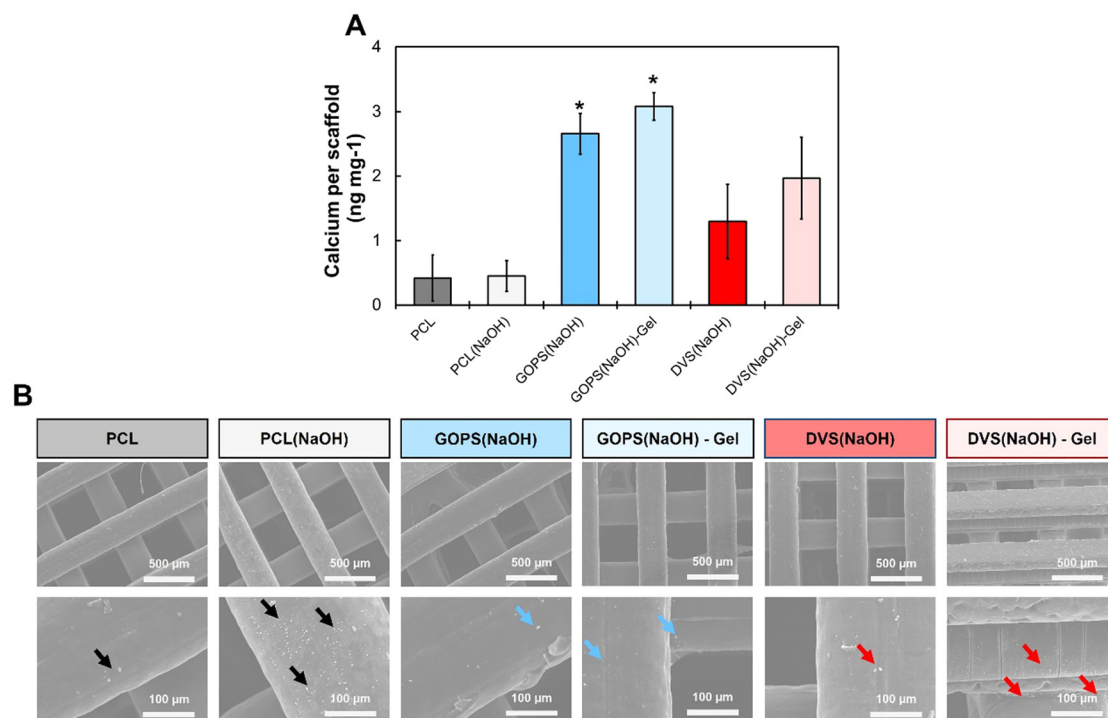 A
Calcium per scaffold
(ng mg-1)
4
3
2
1
0
*
*
PCL
PCL(NaOH)
GOPS(NaOH)
GOPS(NaOH)-Gel
DVS(NaOH)
DVS(NaOH)-Gel
B
PCL
PCL(NaOH)
GOPS(NaOH)
GOPS(NaOH) - Gel
DVS(NaOH)
DVS(NaOH) - Gel
500 µm
500 µm
500 µm
500 µm
500 µm
500 µm
100 µm
100 µm
100 µm
100 µm
100 µm
100 µm